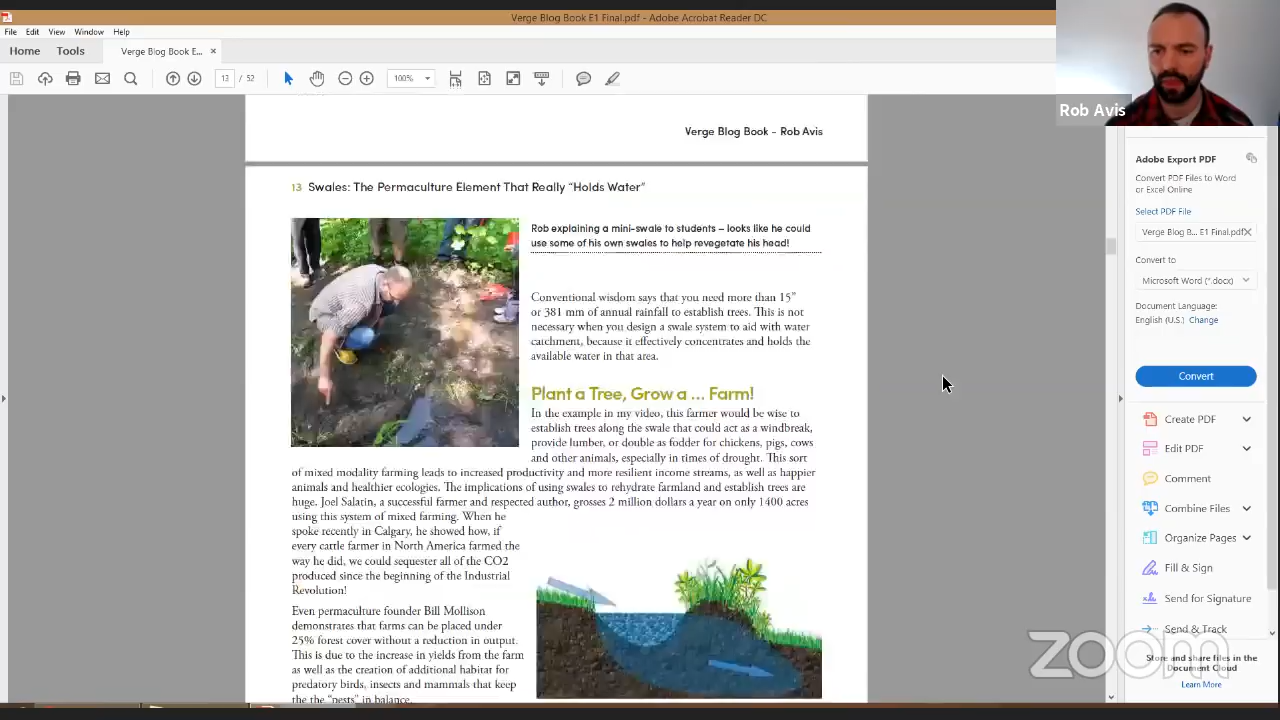 Verge Blog Book E1 Final.pdf - Adobe Acrobat Reader DC
File Edit View Window Help
Home Tools Verge Blog Book E... ×
13 / 52 100%
Rob Avis
Verge Blog Book - Rob Avis
13 Swales: The Permaculture Element That Really “Holds Water”
Rob explaining a mini-swale to students – looks like he could
use some of his own swales to help revegetate his head!
Conventional wisdom says that you need more than 15”
or 381 mm of annual rainfall to establish trees. This is not
necessary when you design a swale system to aid with water
catchment, because it effectively concentrates and holds the
available water in that area.
Plant a Tree, Grow a ... Farm!
In the example in my video, this farmer would be wise to
establish trees along the swale that could act as a windbreak,
provide lumber, or double as fodder for chickens, pigs, cows
and other animals, especially in times of drought. This sort
of mixed modality farming leads to increased productivity and more resilient income streams, as well as happier
animals and healthier ecologies. The implications of using swales to rehydrate farmland and establish trees are
huge. Joel Salatin, a successful farmer and respected author, grosses 2 million dollars a year on only 1400 acres
using this system of mixed farming. When he
spoke recently in Calgary, he showed how, if
every cattle farmer in North America farmed the
way he did, we could sequester all of the CO2
produced since the beginning of the Industrial
Revolution!
Even permaculture founder Bill Mollison
demonstrates that farms can be placed under
25% forest cover without a reduction in output.
This is due to the increase in yields from the farm
as well as the creation of additional habitat for
predatory birds, insects and mammals that keep
the the “pests” in balance.
Adobe Export PDF
Convert PDF Files to Word
or Excel Online
Select PDF File
Verge Blog B... E1 Final.pdf ×
Convert to
Microsoft Word (*.docx)
Document Language:
English (U.S.) Change
Convert
Create PDF
Edit PDF
Comment
Combine Files
Organize Pages
Fill & Sign
Send for Signature
Send & Track
Store and share files in the
Document Cloud
Learn More
zoom